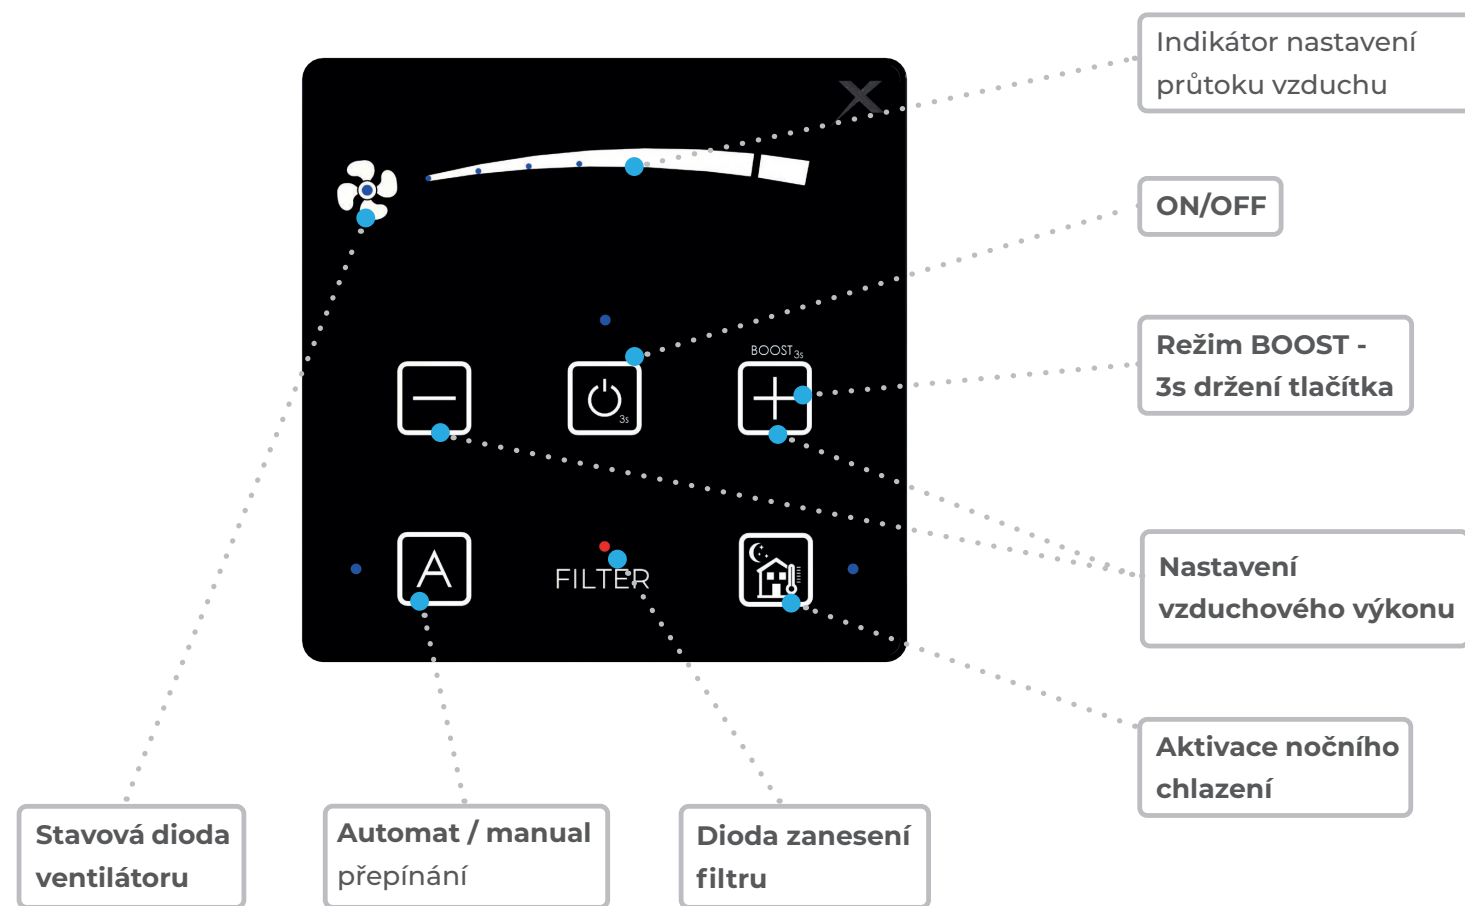 Indikátor nastavení
průtoku vzduchu
ON/OFF
BOOST 3s
3s
Režim BOOST -
3s držení tlačítka
A
FILTER
Nastavení
vzduchového výkonu
Aktivace nočního
chlazení
Stavová dioda
ventilátoru
Automat / manual
přepínání
Dioda zanesení
filtru